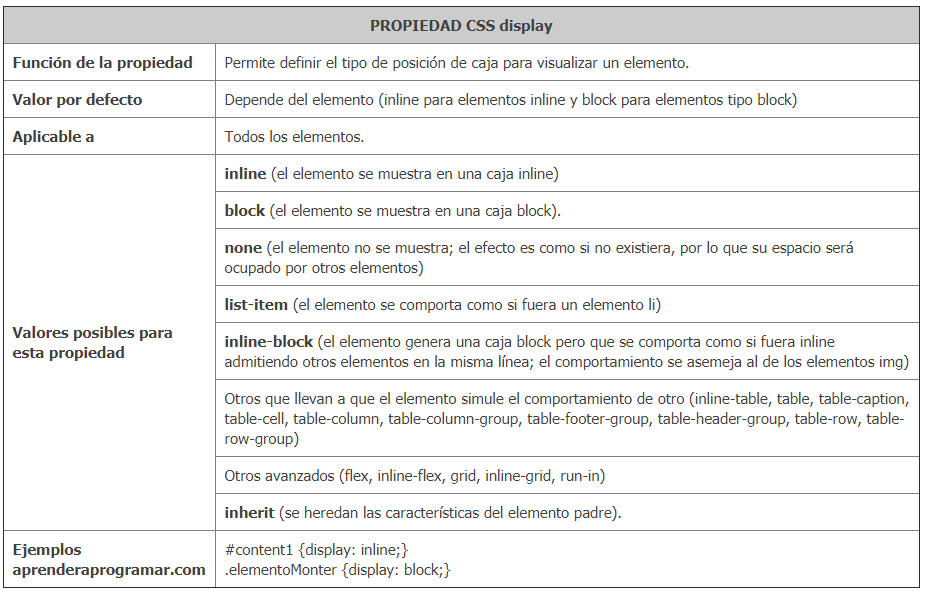 PROPIEDAD CSS display
Función de la propiedad
Permite definir el tipo de posición de caja para visualizar un elemento.
Valor por defecto
Depende del elemento (inline para elementos inline y block para elementos tipo block)
Aplicable a
Todos los elementos.
Valores posibles para
esta propiedad
inline (el elemento se muestra en una caja inline)
block (el elemento se muestra en una caja block).
none (el elemento no se muestra; el efecto es como si no existiera, por lo que su espacio será
ocupado por otros elementos)
list-item (el elemento se comporta como si fuera un elemento li)
inline-block (el elemento genera una caja block pero que se comporta como si fuera inline
admitiendo otros elementos en la misma línea; el comportamiento se asemeja al de los elementos img)
Otros que llevan a que el elemento simule el comportamiento de otro (inline-table, table, table-caption,
table-cell, table-column, table-column-group, table-footer-group, table-header-group, table-row, table-
row-group)
Otros avanzados (flex, inline-flex, grid, inline-grid, run-in)
inherit (se heredan las características del elemento padre).
Ejemplos
aprenderaprogramar.com
#content1 {display: inline;}
.elementoMonter {display: block;}